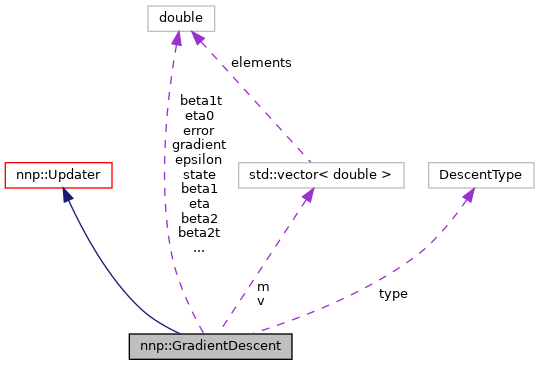 double
elements
beta1t
eta0
error
gradient
epsilon
state
beta1
eta
beta2
beta2t
...
nnp::Updater
std::vector< double >
DescentType
m
v
type
nnp::GradientDescent